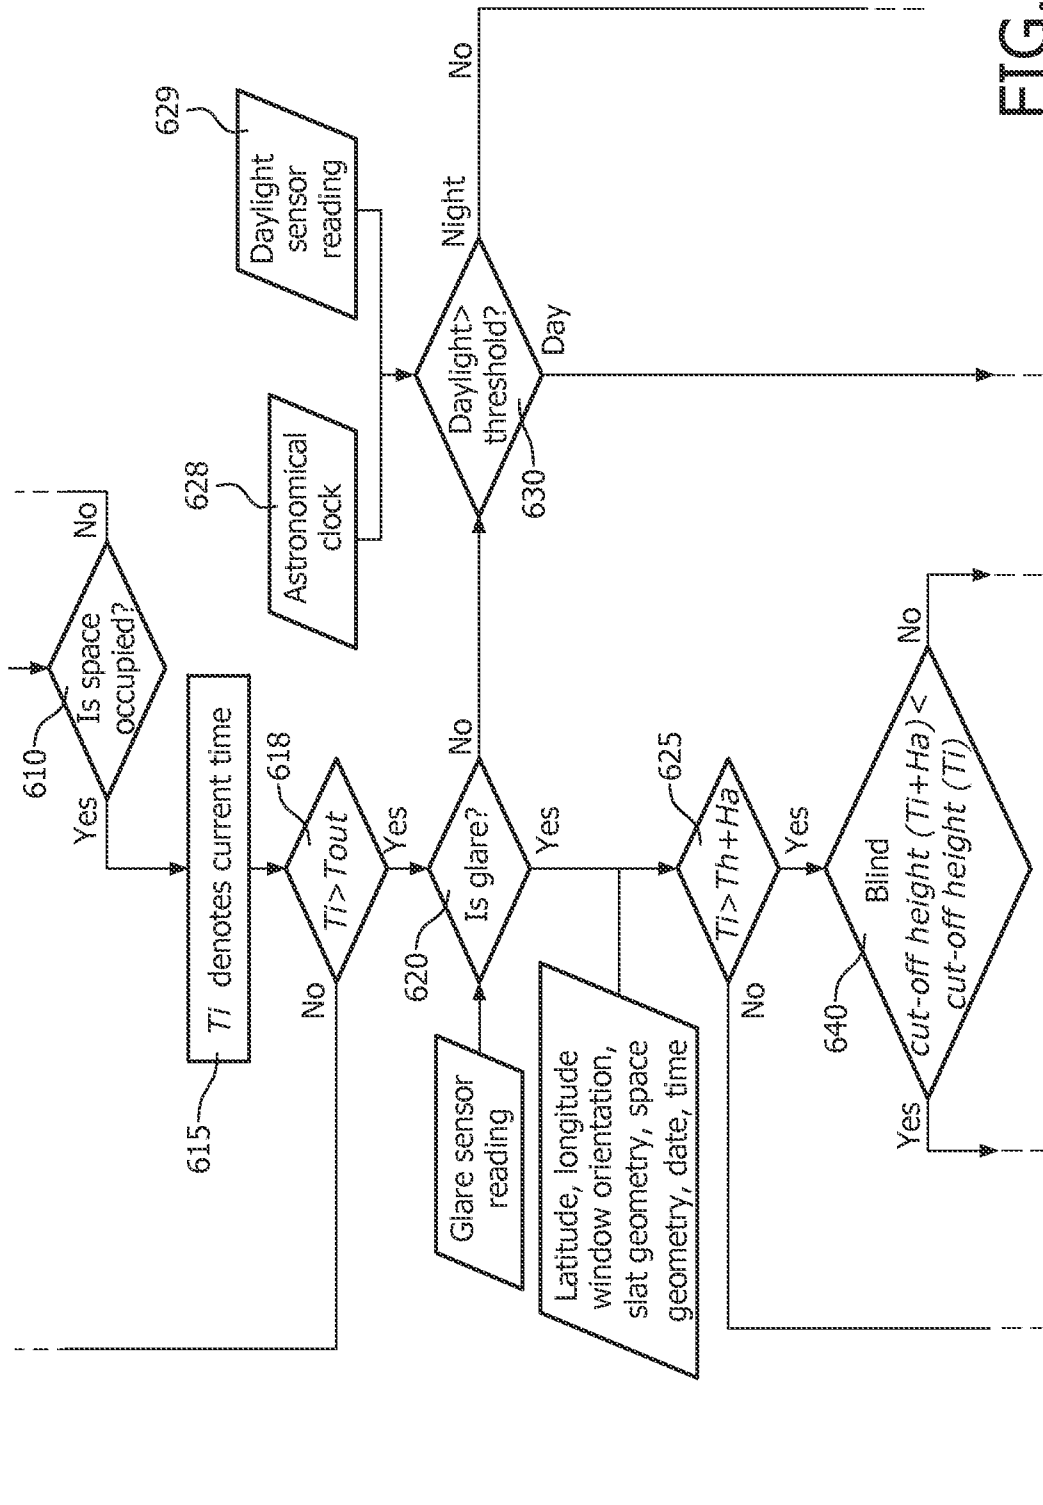 610
Is space
occupied?
No
Yes
615
Ti denotes current time
618
Ti> Tout
No
Yes
628
Astronomical
clock
629
Daylight
sensor
reading
Glare sensor
reading
620
Is glare?
No
Yes
630
Daylight>
threshold?
Night
No
Day
Latitude, longitude
window orientation,
slat geometry, space
geometry, date, time
625
Ti> Th+Ha
No
Yes
640
Blind
cut-off height (Ti+Ha) <
cut-off height (Ti)
Yes
No
FIG.